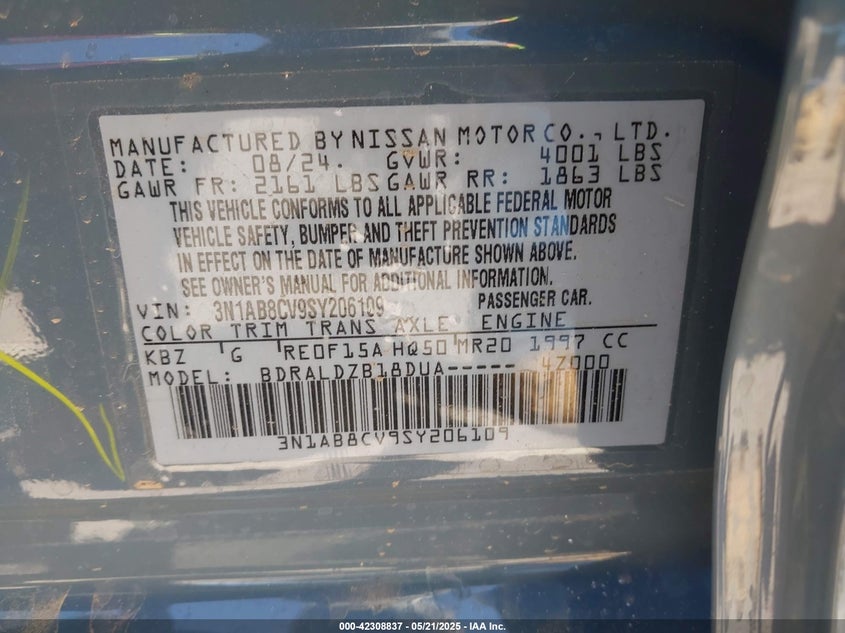 MANUFACTURED BY NISSAN MOTOR CO., LTD.
DATE: 08/24. GVWR: 4001 LBS
GAWR FR: 2161 LBS GAWR RR: 1863 LBS
THIS VEHICLE CONFORMS TO ALL APPLICABLE FEDERAL MOTOR
VEHICLE SAFETY, BUMPER AND THEFT PREVENTION STANDARDS
IN EFFECT ON THE DATE OF MANUFACTURE SHOWN ABOVE.
SEE OWNER'S MANUAL FOR ADDITIONAL INFORMATION.
VIN: 3N1AB8CV9SY206109 PASSENGER CAR.
COLOR TRIM TRANS AXLE ENGINE
KBZ G RE0F15A HQ50 MR20 1997 CC
MODEL: BDRALDZB18DUA----- 4Z000
3N1AB8CV9SY206109
000-42308837 - 05/21/2025 - IAA Inc.